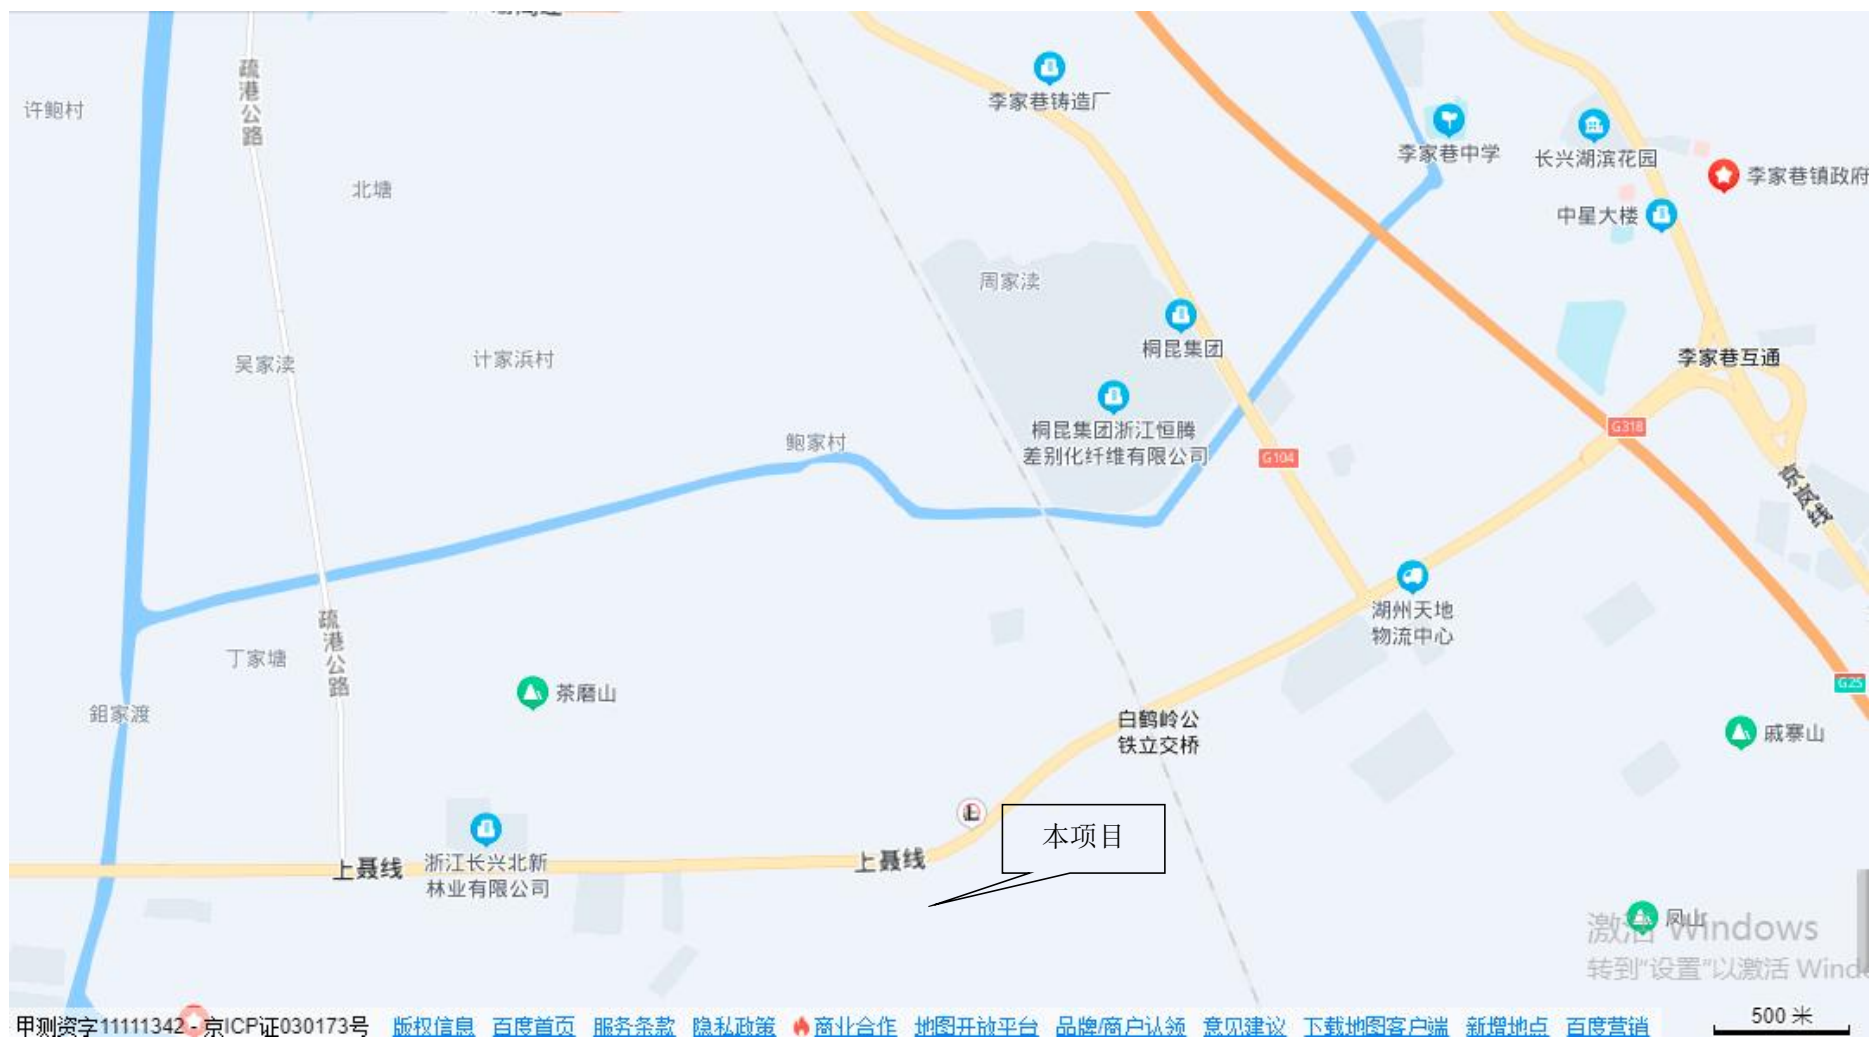 疏港公路
许鲍村
李家巷铸造厂
李家巷中学
长兴湖滨花园
李家巷镇政府
北塘
中星大楼
周家渎
桐昆集团
李家巷互通
吴家渎
计家浜村
桐昆集团浙江恒腾
差别化纤维有限公司
鲍家村
G318
G104
京岚线
湖州天地
物流中心
疏港公路
丁家塘
茶磨山
G25
鉏家渡
白鹤岭公
铁立交桥
戚寨山
本项目
上聂线
浙江长兴北新
林业有限公司
上聂线
凤山
激活 Windows
转到"设置"以激活 Windo
500 米
甲测资字11111342 - 京ICP证030173号 版权信息 百度首页 服务条款 隐私政策 商业合作 地图开放平台 品牌/商户认领 意见建议 下载地图客户端 新增地点 百度营销